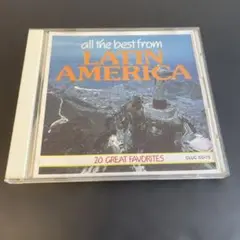 all the best from
LATIN
AMERICA
20 GREAT FAVORITES